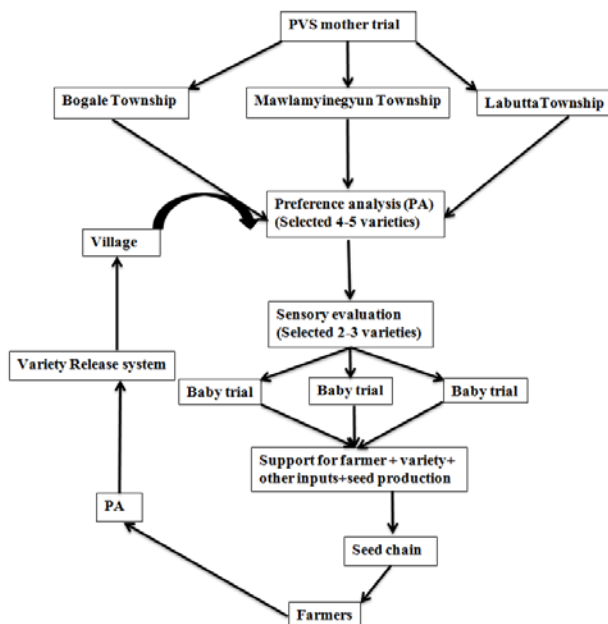 PVS mother trial
Bogale Township
Mawlamyinegyun Township
LabuttaTownship
Preference analysis (PA)
(Selected 4-5 varieties)
Village
Sensory evaluation
(Selected 2-3 varieties)
Variety Release system
Baby trial
Baby trial
Baby trial
Support for farmer + variety+
other inputs+seed production
PA
Seed chain
Farmers